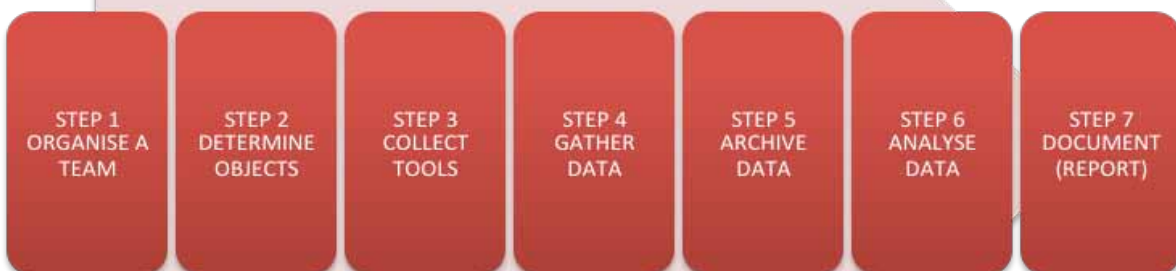 STEP 1
ORGANISE A
TEAM
STEP 2
DETERMINE
OBJECTS
STEP 3
COLLECT
TOOLS
STEP 4
GATHER
DATA
STEP 5
ARCHIVE
DATA
STEP 6
ANALYSE
DATA
STEP 7
DOCUMENT
(REPORT)